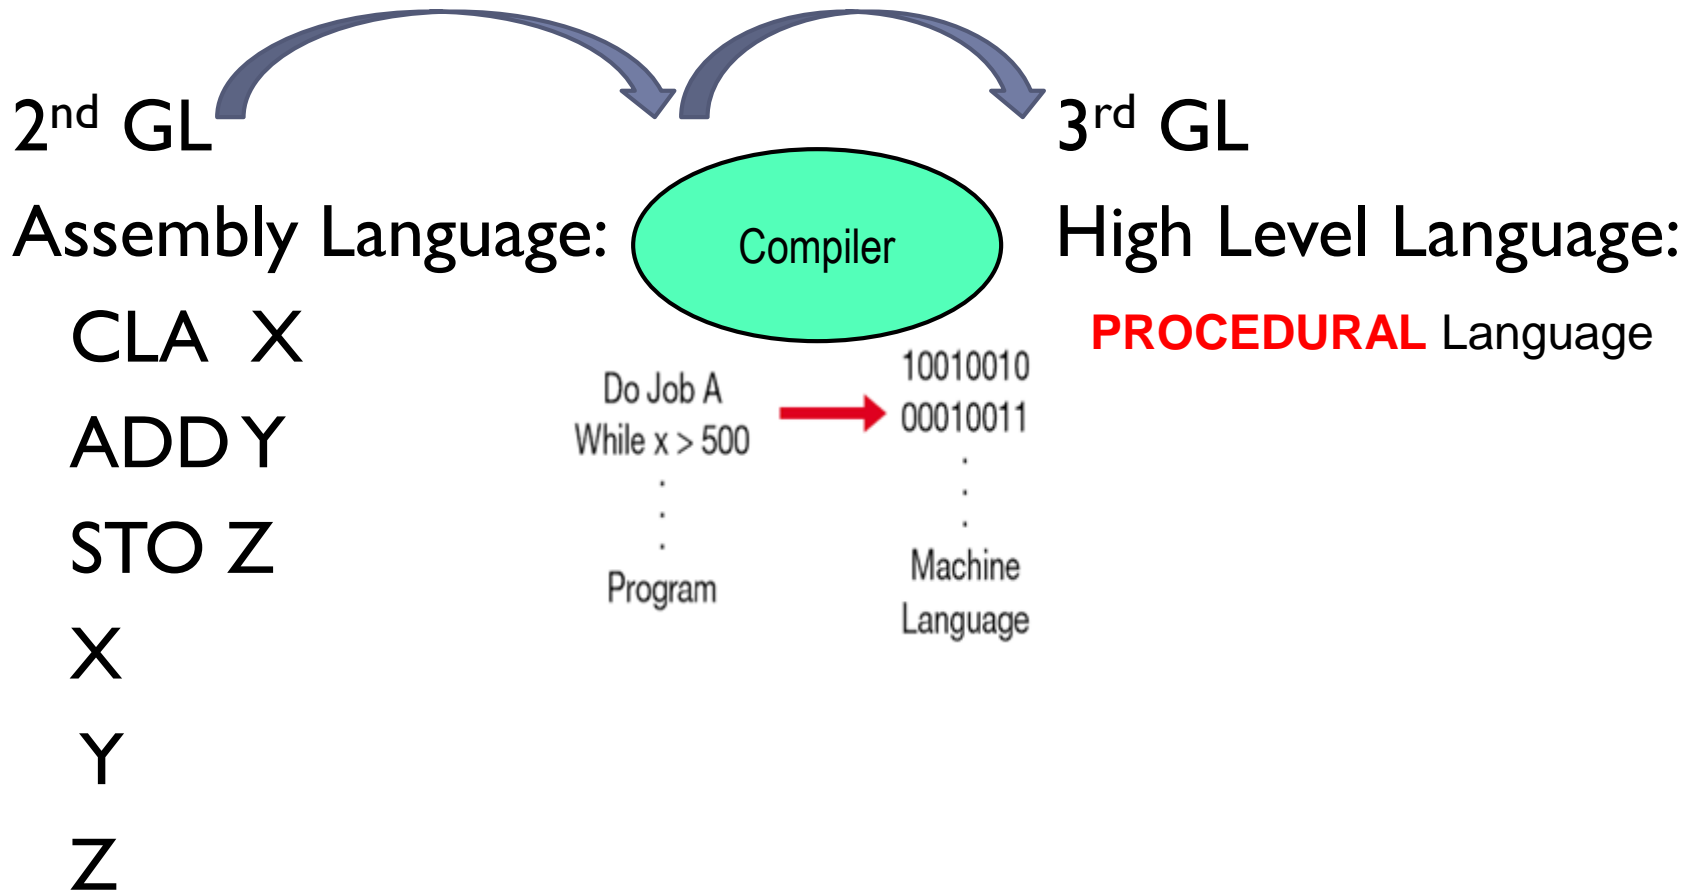 2nd GL
Assembly Language:
CLA X
ADD Y
STO Z
X
Y
Z
Compiler
Do Job A
While x > 500
.
.
.
Program
10010010
00010011
.
.
.
Machine
Language
3rd GL
High Level Language:
PROCEDURAL Language